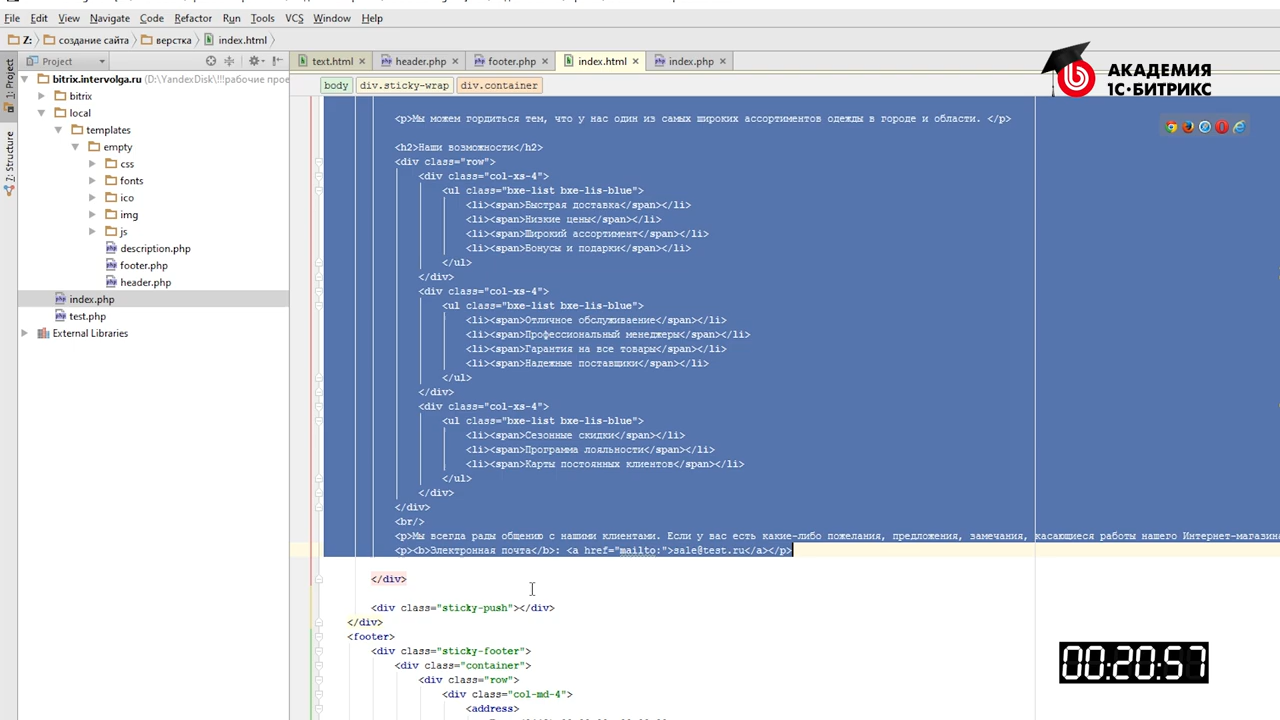 File Edit View Navigate Code Refactor Run Tools VCS Window Help
Z: создание сайта верстка index.html
Project text.html header.php footer.php index.html index.php
1: Project
Z: Structure
АКАДЕМИЯ
1С-БИТРИКС
bitrix.intervolga.ru (D:\YandexDisk\!!!рабочие прое
bitrix
local
templates
empty
css
fonts
ico
img
js
description.php
footer.php
header.php
index.php
test.php
External Libraries
body div.sticky-wrap div.container
<p>Мы можем гордиться тем, что у нас один из самых широких ассортиментов одежды в городе и области. </p>
<h2>Наши возможности</h2>
<div class="row">
<div class="col-xs-4">
<ul class="bxe-list bxe-lis-blue">
<li><span>Быстрая доставка</span></li>
<li><span>Низкие цены</span></li>
<li><span>Широкий ассортимент</span></li>
<li><span>Бонусы и подарки</span></li>
</ul>
</div>
<div class="col-xs-4">
<ul class="bxe-list bxe-lis-blue">
<li><span>Отличное обслуживаение</span></li>
<li><span>Профессиональный менеджеры</span></li>
<li><span>Гарантия на все товары</span></li>
<li><span>Надежные поставщики</span></li>
</ul>
</div>
<div class="col-xs-4">
<ul class="bxe-list bxe-lis-blue">
<li><span>Сезонные скидки</span></li>
<li><span>Программа лояльности</span></li>
<li><span>Карты постоянных клиентов</span></li>
</ul>
</div>
</div>
<br/>
<p>Мы всегда рады общению с нашими клиентами. Если у вас есть какие-либо пожелания, предложения, замечания, касающиеся работы нашего Интернет-магазина
<p><b>Электронная почта</b>: <a href="mailto:">sale@test.ru</a></p>
</div>
<div class="sticky-push"></div>
</div>
<footer>
<div class="sticky-footer">
<div class="container">
<div class="row">
<div class="col-md-4">
<address>
00:20:57